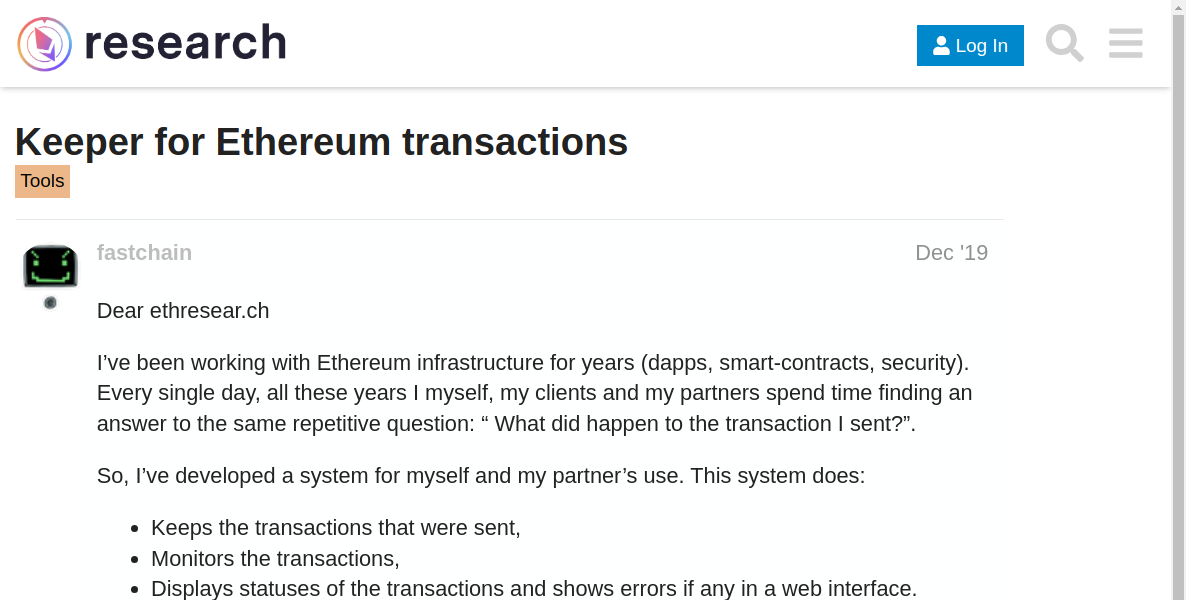 research
Log In
Keeper for Ethereum transactions
Tools
fastchain
Dec '19
Dear ethresear.ch
I’ve been working with Ethereum infrastructure for years (dapps, smart-contracts, security).
Every single day, all these years I myself, my clients and my partners spend time finding an
answer to the same repetitive question: “ What did happen to the transaction I sent?”.
So, I’ve developed a system for myself and my partner’s use. This system does:
Keeps the transactions that were sent,
Monitors the transactions,
Displays statuses of the transactions and shows errors if any in a web interface.